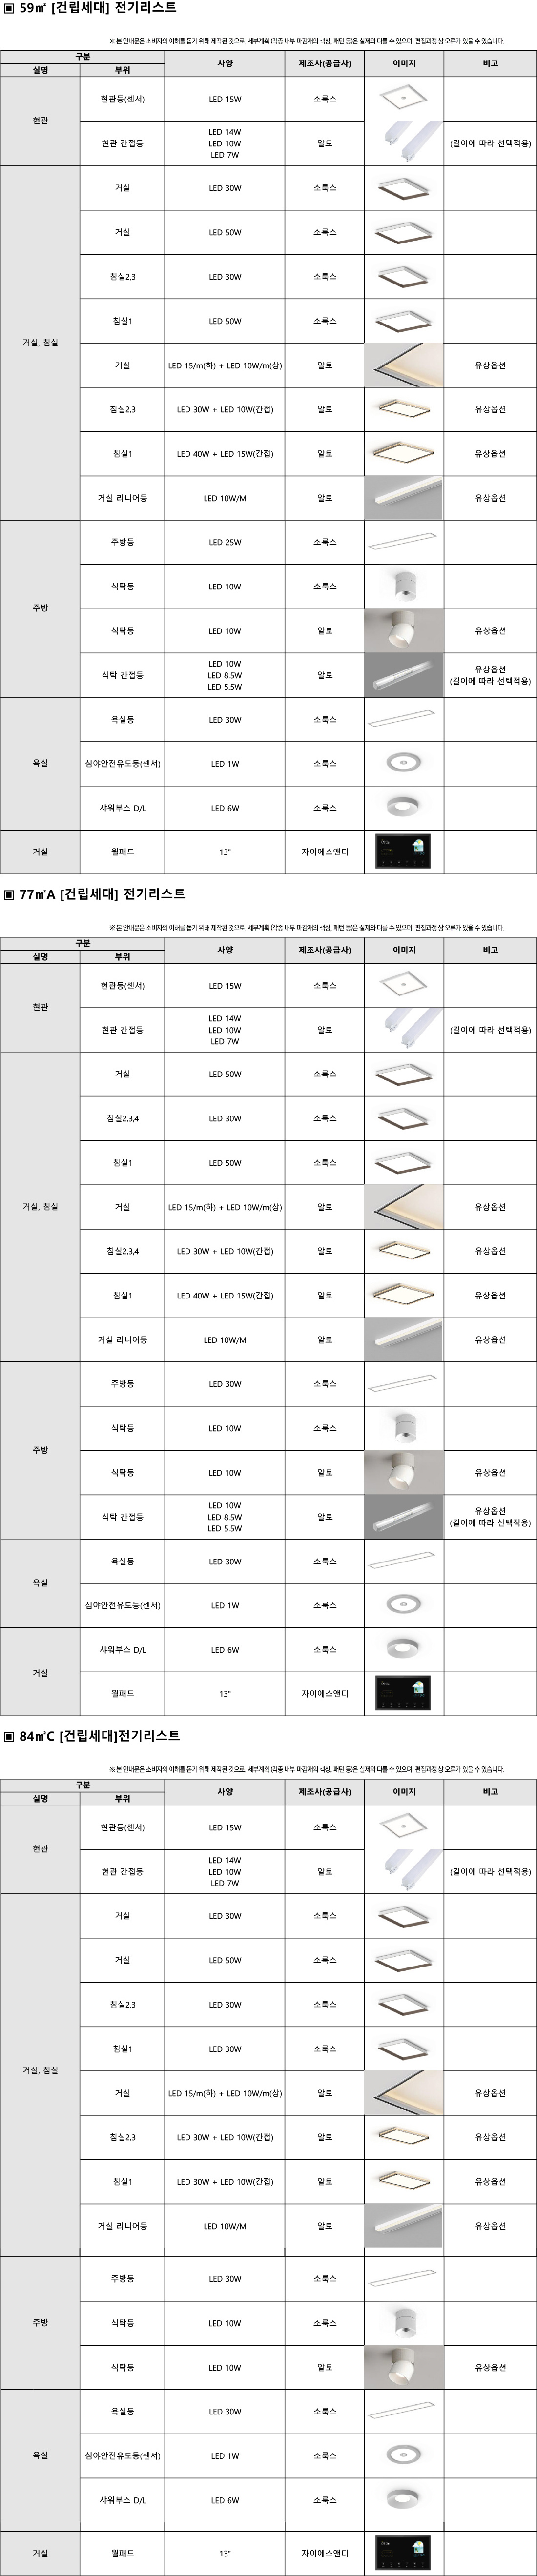 ▣ 59㎡ [건립세대] 전기리스트
※ 본 안내문은 소비자의 이해를 돕기 위해 제작된 것으로, 세부계획 (각종 내부 마감재의 색상, 패턴 등)은 실제와 다를 수 있으며, 편집과정상 오류가 있을 수 있습니다.
구분 사양 제조사(공급사) 이미지 비고
실명 부위
현관 현관등(센서) LED 15W 소룩스
현관 간접등 LED 14W 알토 (길이에 따라 선택적용)
LED 10W
LED 7W
거실, 침실 거실 LED 30W 소룩스
거실 LED 50W 소룩스
침실2,3 LED 30W 소룩스
침실1 LED 50W 소룩스
거실 LED 15/m(하) + LED 10W/m(상) 알토 유상옵션
침실2,3 LED 30W + LED 10W(간접) 알토 유상옵션
침실1 LED 40W + LED 15W(간접) 알토 유상옵션
거실 리니어등 LED 10W/M 알토 유상옵션
주방 주방등 LED 25W 소룩스
식탁등 LED 10W 소룩스
식탁등 LED 10W 알토 유상옵션
식탁 간접등 LED 10W 알토 유상옵션
LED 8.5W (길이에 따라 선택적용)
LED 5.5W
욕실 욕실등 LED 30W 소룩스
심야안전유도등(센서) LED 1W 소룩스
샤워부스 D/L LED 6W 소룩스
거실 월패드 13" 자이에스앤디
▣ 77㎡A [건립세대] 전기리스트
※ 본 안내문은 소비자의 이해를 돕기 위해 제작된 것으로, 세부계획 (각종 내부 마감재의 색상, 패턴 등)은 실제와 다를 수 있으며, 편집과정상 오류가 있을 수 있습니다.
구분 사양 제조사(공급사) 이미지 비고
실명 부위
현관 현관등(센서) LED 15W 소룩스
현관 간접등 LED 14W 알토 (길이에 따라 선택적용)
LED 10W
LED 7W
거실, 침실 거실 LED 50W 소룩스
침실2,3,4 LED 30W 소룩스
침실1 LED 50W 소룩스
거실 LED 15/m(하) + LED 10W/m(상) 알토 유상옵션
침실2,3,4 LED 30W + LED 10W(간접) 알토 유상옵션
침실1 LED 40W + LED 15W(간접) 알토 유상옵션
거실 리니어등 LED 10W/M 알토 유상옵션
주방 주방등 LED 30W 소룩스
식탁등 LED 10W 소룩스
식탁등 LED 10W 알토 유상옵션
식탁 간접등 LED 10W 알토 유상옵션
LED 8.5W (길이에 따라 선택적용)
LED 5.5W
욕실 욕실등 LED 30W 소룩스
심야안전유도등(센서) LED 1W 소룩스
거실 샤워부스 D/L LED 6W 소룩스
월패드 13" 자이에스앤디
▣ 84㎡C [건립세대]전기리스트
※ 본 안내문은 소비자의 이해를 돕기 위해 제작된 것으로, 세부계획 (각종 내부 마감재의 색상, 패턴 등)은 실제와 다를 수 있으며, 편집과정상 오류가 있을 수 있습니다.
구분 사양 제조사(공급사) 이미지 비고
실명 부위
현관 현관등(센서) LED 15W 소룩스
현관 간접등 LED 14W 알토 (길이에 따라 선택적용)
LED 10W
LED 7W
거실, 침실 거실 LED 30W 소룩스
거실 LED 50W 소룩스
침실2,3 LED 30W 소룩스
침실1 LED 30W 소룩스
거실 LED 15/m(하) + LED 10W/m(상) 알토 유상옵션
침실2,3 LED 30W + LED 10W(간접) 알토 유상옵션
침실1 LED 30W + LED 10W(간접) 알토 유상옵션
거실 리니어등 LED 10W/M 알토 유상옵션
주방 주방등 LED 30W 소룩스
식탁등 LED 10W 소룩스
식탁등 LED 10W 알토 유상옵션
욕실 욕실등 LED 30W 소룩스
심야안전유도등(센서) LED 1W 소룩스
샤워부스 D/L LED 6W 소룩스
거실 월패드 13" 자이에스앤디